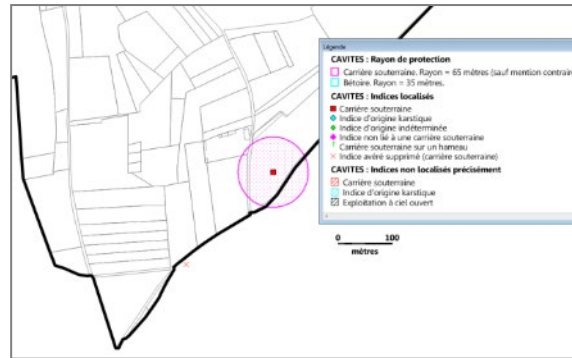 Légende
CAVITES : Rayon de protection
Carrière souterraine. Rayon = 65 mètres (sauf mention contrair
Bétoire. Rayon = 35 mètres.
CAVITES : Indices localisés
Carrière souterraine
Indice d'origine karstique
Indice d'origine indéterminée
Indice non lié à une carrière souterraine
Carrière souterraine sur un hameau
Indice avéré supprimé (carrière souterraine)
CAVITES : Indices non localisés précisément
Carrière souterraine
Indice d'origine karstique
Exploitation à ciel ouvert
0 100
mètres